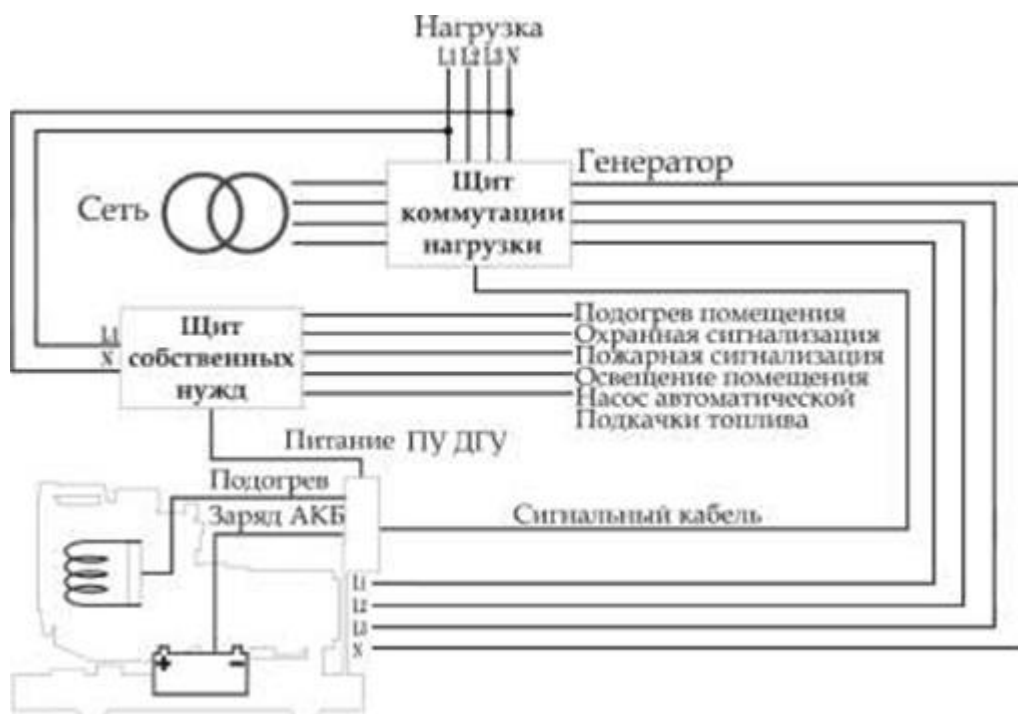 Нагрузка
L1 L2 L3 N
Генератор
Щит
коммутации
нагрузки
Сеть
L1
N
Щит
собственных
нужд
Подогрев помещения
Охранная сигнализация
Пожарная сигнализация
Освещение помещения
Насос автоматической
Подкачки топлива
Питание ПУ ДГУ
Подогрев
Заряд АКБ
Сигнальный кабель
L1
L2
L3
N
+ −